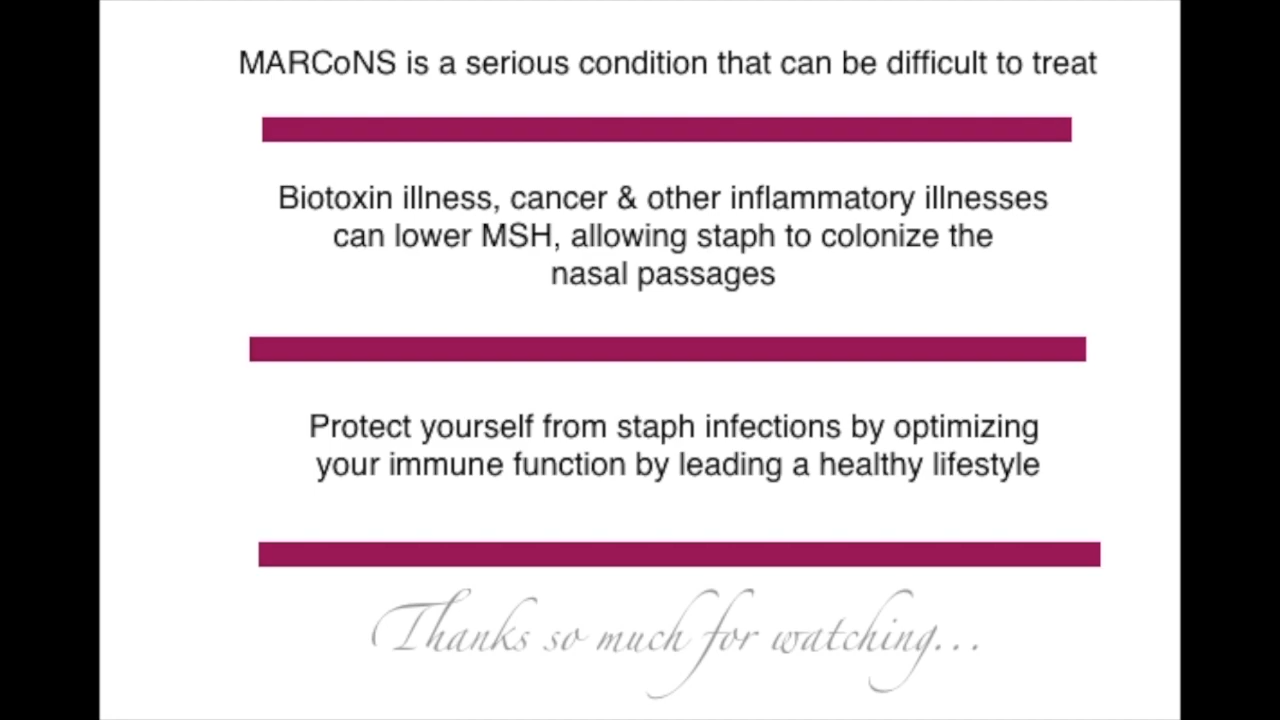 MARCoNS is a serious condition that can be difficult to treat
Biotoxin illness, cancer & other inflammatory illnesses
can lower MSH, allowing staph to colonize the
nasal passages
Protect yourself from staph infections by optimizing
your immune function by leading a healthy lifestyle
Thanks so much for watching...